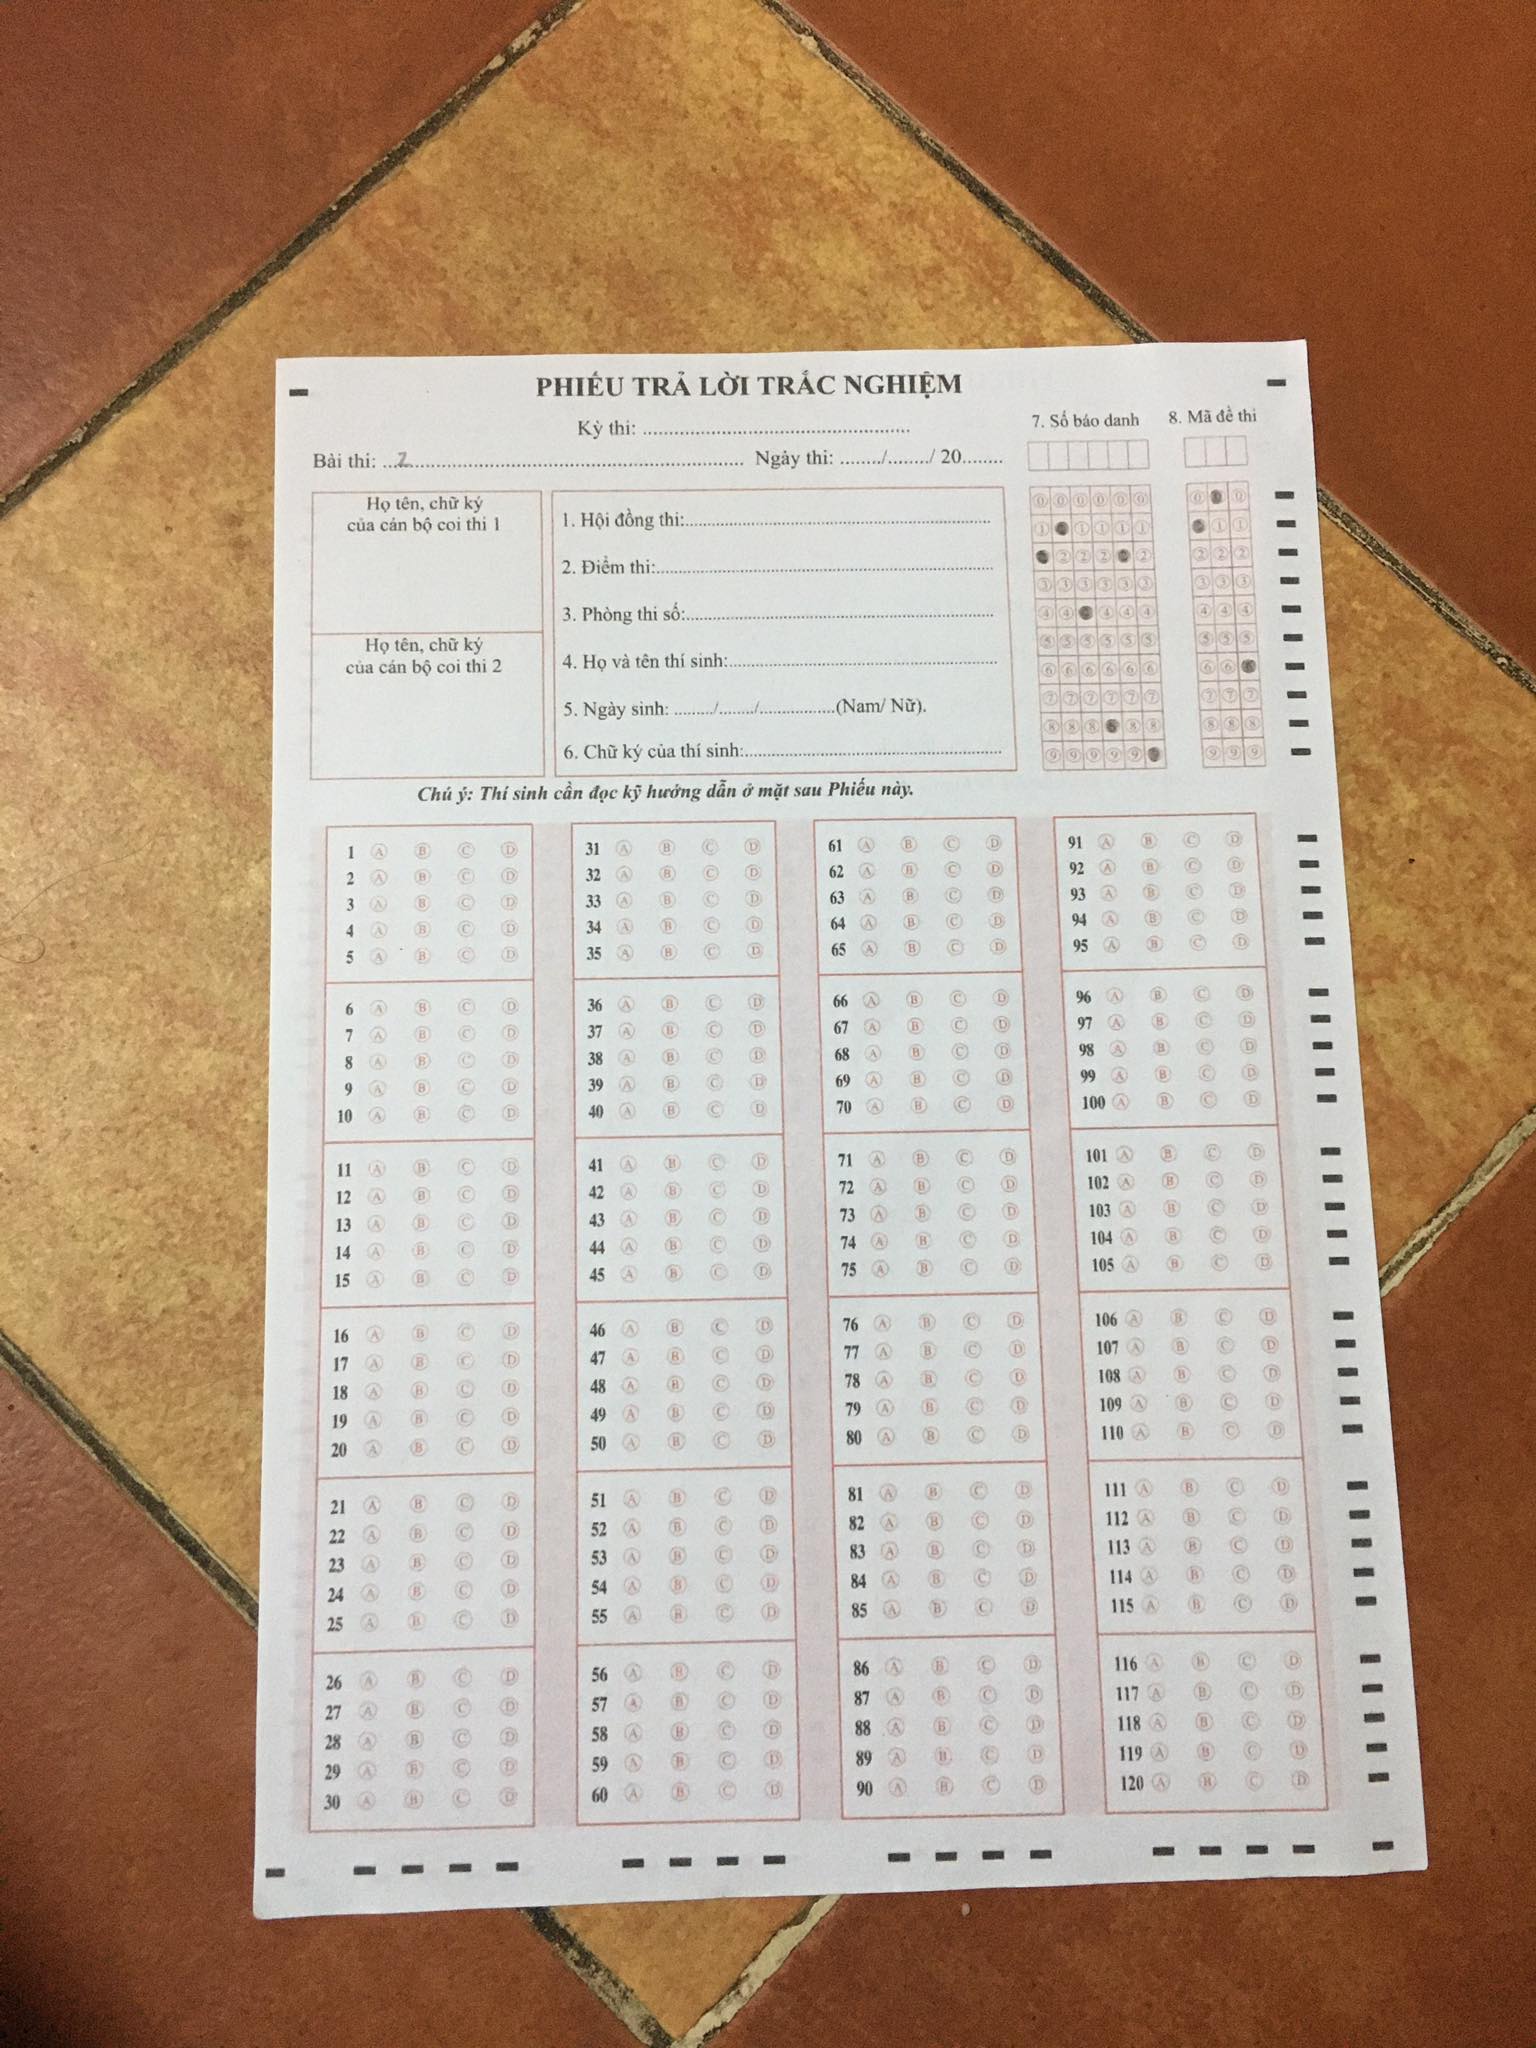 PHIẾU TRẢ LỜI TRẮC NGHIỆM
Kỳ thi: ....................................................
Bài thi: ...2................................................................ Ngày thi: ......../......../ 20........
7. Số báo danh
8. Mã đề thi
Họ tên, chữ ký
của cán bộ coi thi 1
Họ tên, chữ ký
của cán bộ coi thi 2
1. Hội đồng thi:............................................................
2. Điểm thi:..................................................................
3. Phòng thi số:............................................................
4. Họ và tên thí sinh:....................................................
5. Ngày sinh: ......../......./...............(Nam/ Nữ).
6. Chữ ký của thí sinh:.................................................
0 0 0 0 0 0
1 1 1 1 1
2 2 2 2
3 3 3 3 3
4 4 4 4 4
5 5 5 5 5 5
6 6 6 6 6 6
7 7 7 7 7 7
8 8 8 8 8
9 9 9 9 9
0 0
1 1
2 2 2
3 3 3
4 4 4
5 5 5
6 6
7 7 7
8 8 8
9 9 9
Chú ý: Thí sinh cần đọc kỹ hướng dẫn ở mặt sau Phiếu này.
1 A B C D
2 A B C D
3 A B C D
4 A B C D
5 A B C D
6 A B C D
7 A B C D
8 A B C D
9 A B C D
10 A B C D
11 A B C D
12 A B C D
13 A B C D
14 A B C D
15 A B C D
16 A B C D
17 A B C D
18 A B C D
19 A B C D
20 A B C D
21 A B C D
22 A B C D
23 A B C D
24 A B C D
25 A B C D
26 A B C D
27 A B C D
28 A B C D
29 A B C D
30 A B C D
31 A B C D
32 A B C D
33 A B C D
34 A B C D
35 A B C D
36 A B C D
37 A B C D
38 A B C D
39 A B C D
40 A B C D
41 A B C D
42 A B C D
43 A B C D
44 A B C D
45 A B C D
46 A B C D
47 A B C D
48 A B C D
49 A B C D
50 A B C D
51 A B C D
52 A B C D
53 A B C D
54 A B C D
55 A B C D
56 A B C D
57 A B C D
58 A B C D
59 A B C D
60 A B C D
61 A B C D
62 A B C D
63 A B C D
64 A B C D
65 A B C D
66 A B C D
67 A B C D
68 A B C D
69 A B C D
70 A B C D
71 A B C D
72 A B C D
73 A B C D
74 A B C D
75 A B C D
76 A B C D
77 A B C D
78 A B C D
79 A B C D
80 A B C D
81 A B C D
82 A B C D
83 A B C D
84 A B C D
85 A B C D
86 A B C D
87 A B C D
88 A B C D
89 A B C D
90 A B C D
91 A B C D
92 A B C D
93 A B C D
94 A B C D
95 A B C D
96 A B C D
97 A B C D
98 A B C D
99 A B C D
100 A B C D
101 A B C D
102 A B C D
103 A B C D
104 A B C D
105 A B C D
106 A B C D
107 A B C D
108 A B C D
109 A B C D
110 A B C D
111 A B C D
112 A B C D
113 A B C D
114 A B C D
115 A B C D
116 A B C D
117 A B C D
118 A B C D
119 A B C D
120 A B C D